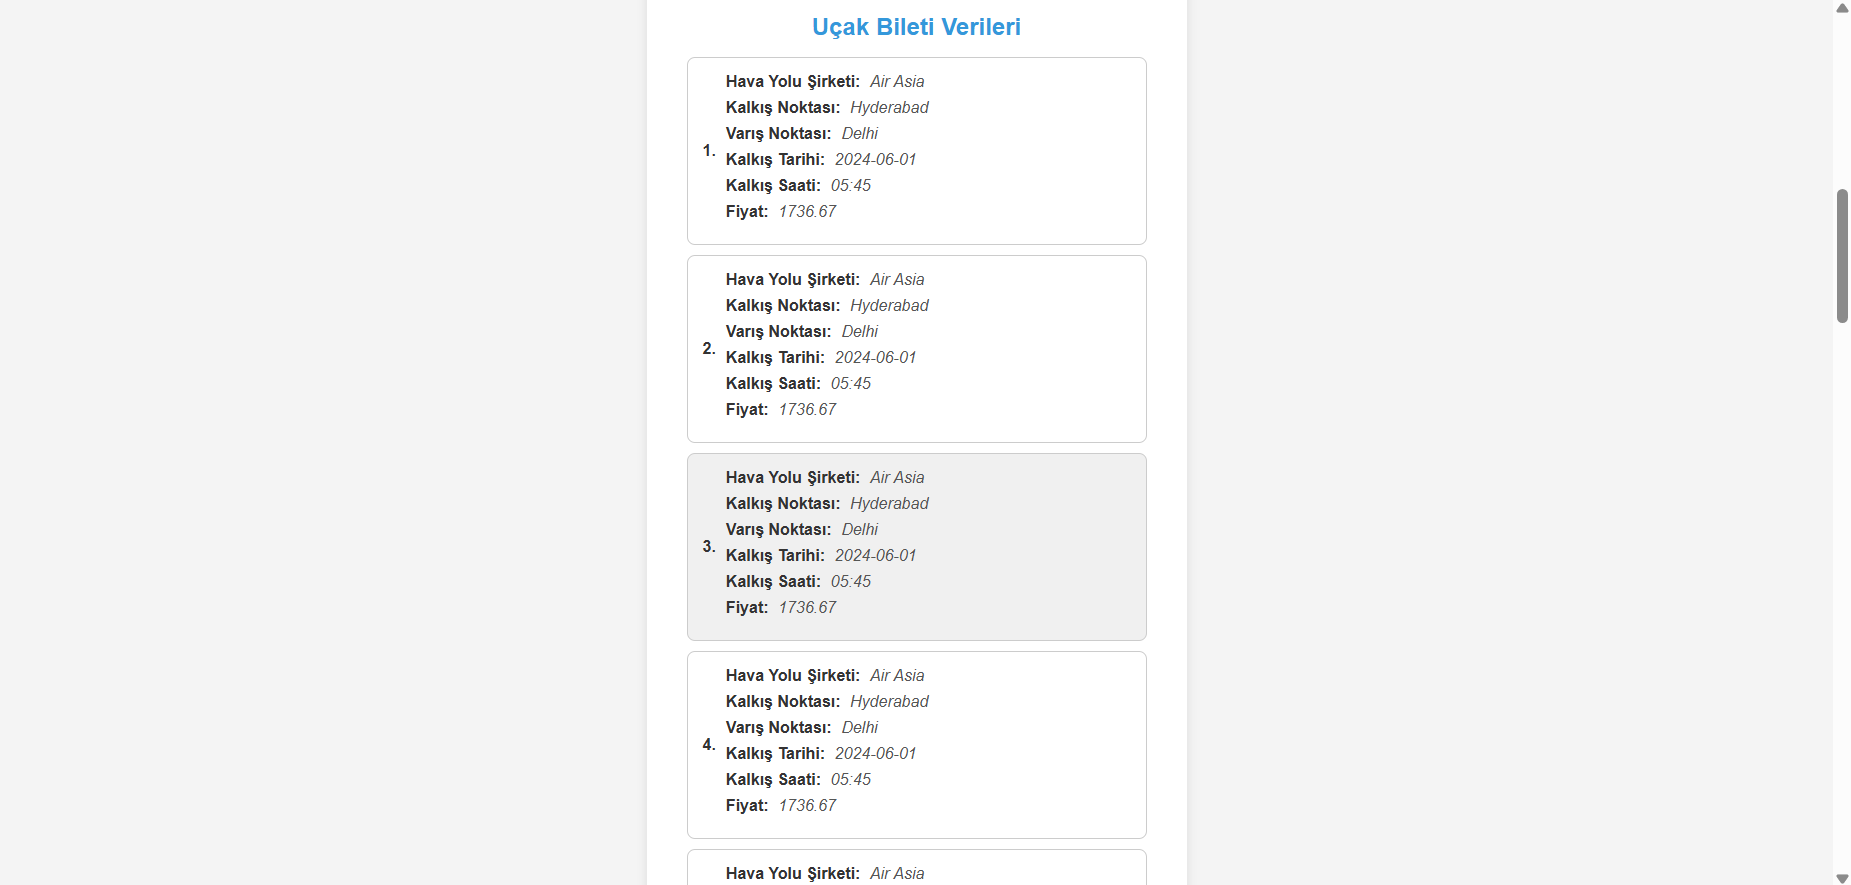 Uçak Bileti Verileri
Hava Yolu Şirketi: Air Asia
Kalkış Noktası: Hyderabad
Varış Noktası: Delhi
1.
Kalkış Tarihi: 2024-06-01
Kalkış Saati: 05:45
Fiyat: 1736.67
Hava Yolu Şirketi: Air Asia
Kalkış Noktası: Hyderabad
Varış Noktası: Delhi
2.
Kalkış Tarihi: 2024-06-01
Kalkış Saati: 05:45
Fiyat: 1736.67
Hava Yolu Şirketi: Air Asia
Kalkış Noktası: Hyderabad
Varış Noktası: Delhi
3.
Kalkış Tarihi: 2024-06-01
Kalkış Saati: 05:45
Fiyat: 1736.67
Hava Yolu Şirketi: Air Asia
Kalkış Noktası: Hyderabad
Varış Noktası: Delhi
4.
Kalkış Tarihi: 2024-06-01
Kalkış Saati: 05:45
Fiyat: 1736.67
Hava Yolu Şirketi: Air Asia